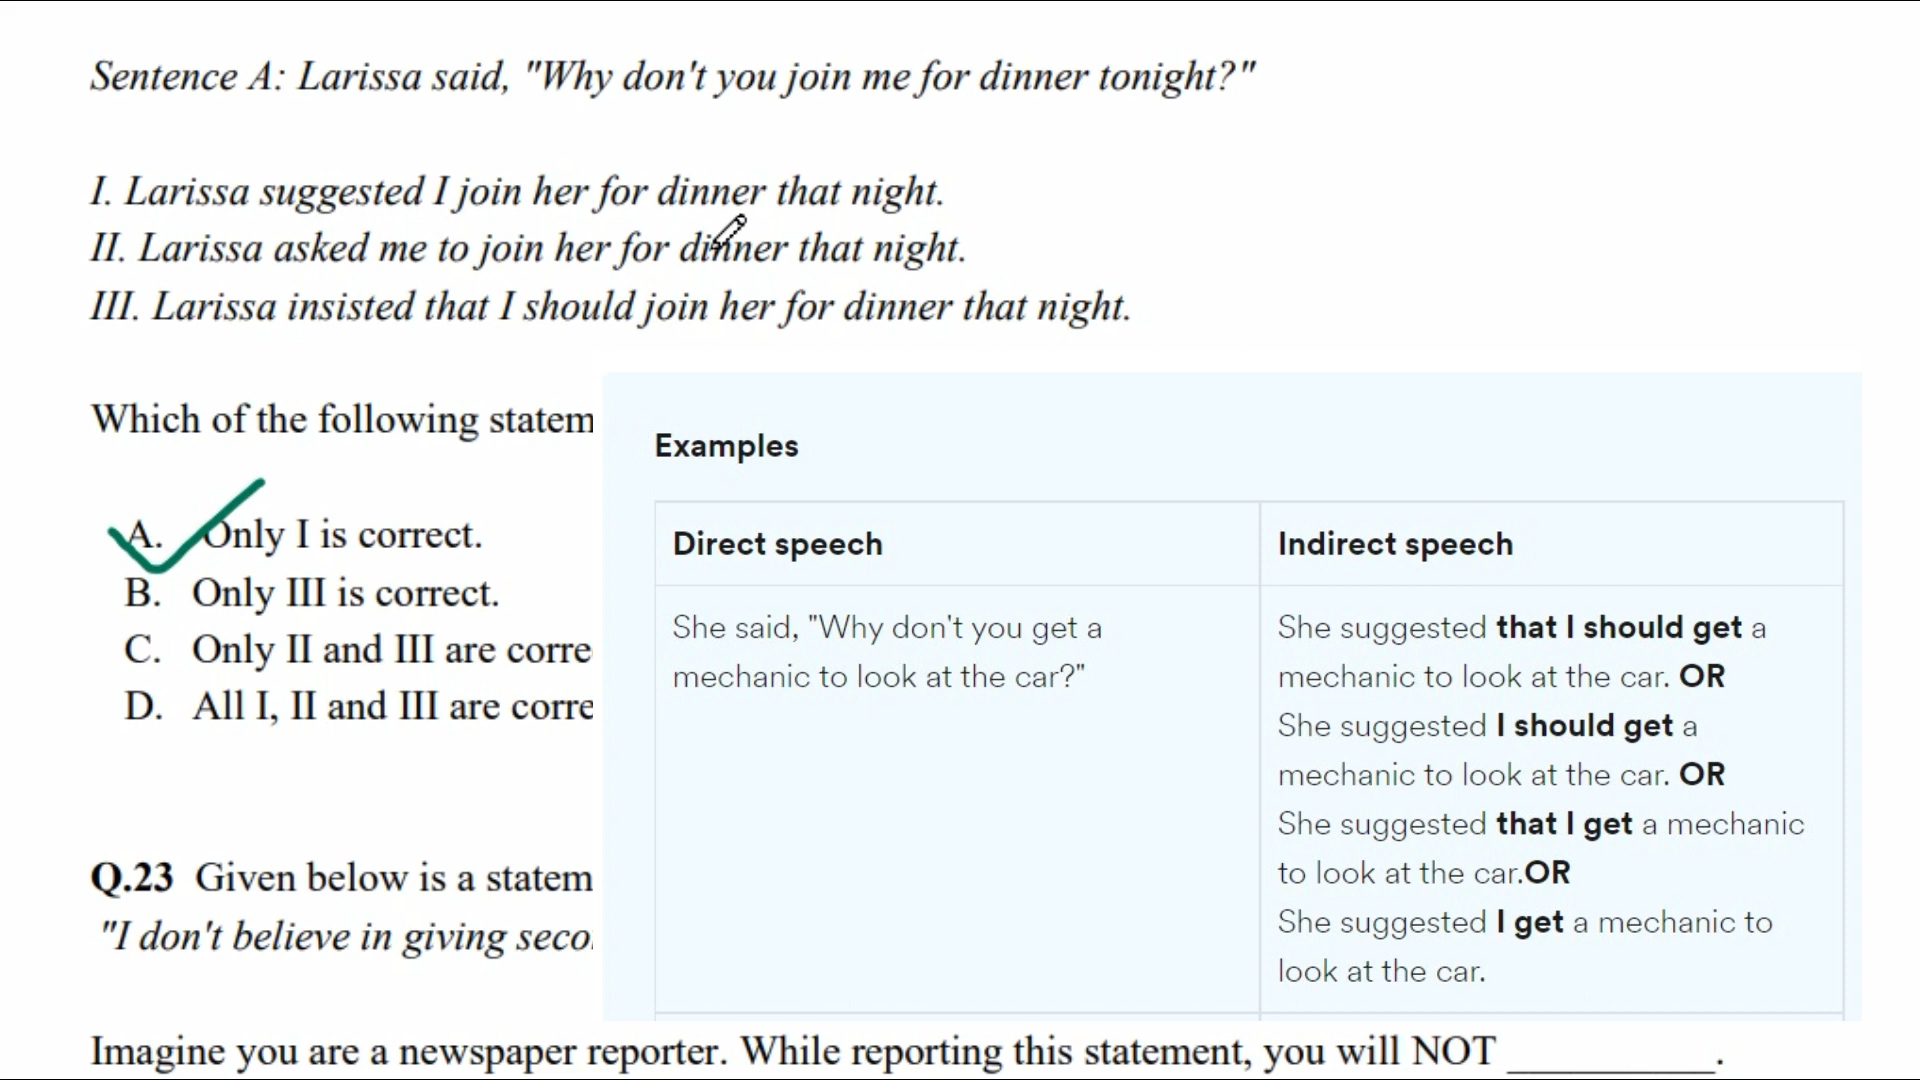 Sentence A: Larissa said, "Why don't you join me for dinner tonight?"
I. Larissa suggested I join her for dinner that night.
II. Larissa asked me to join her for dinner that night.
III. Larissa insisted that I should join her for dinner that night.
Which of the following statem
A. Only I is correct.
B. Only III is correct.
C. Only II and III are corre
D. All I, II and III are corre
Examples
Direct speech
Indirect speech
She said, "Why don't you get a
mechanic to look at the car?"
She suggested that I should get a
mechanic to look at the car. OR
She suggested I should get a
mechanic to look at the car. OR
She suggested that I get a mechanic
to look at the car.OR
She suggested I get a mechanic to
look at the car.
Q.23 Given below is a statem
"I don't believe in giving seco
Imagine you are a newspaper reporter. While reporting this statement, you will NOT __________.